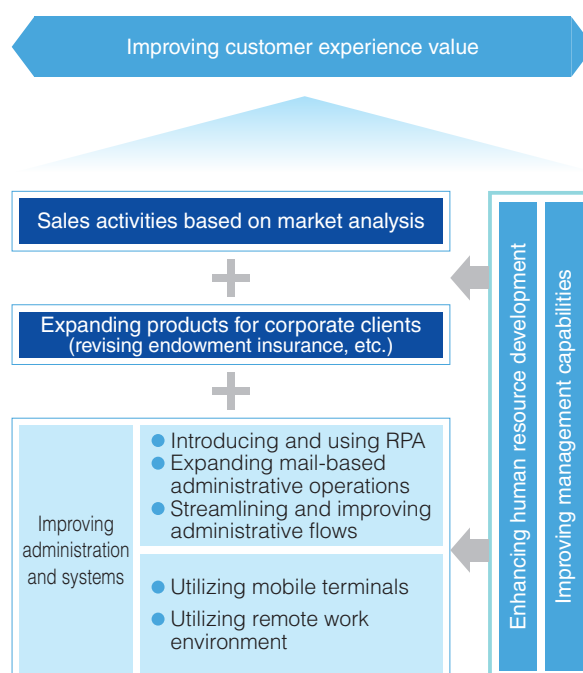 Improving customer experience value
Sales activities based on market analysis
Expanding products for corporate clients
(revising endowment insurance, etc.)
Improving
administration
and systems
● Introducing and using RPA
● Expanding mail-based
administrative operations
● Streamlining and improving
administrative flows
● Utilizing mobile terminals
● Utilizing remote work
environment
Enhancing human resource development
Improving management capabilities